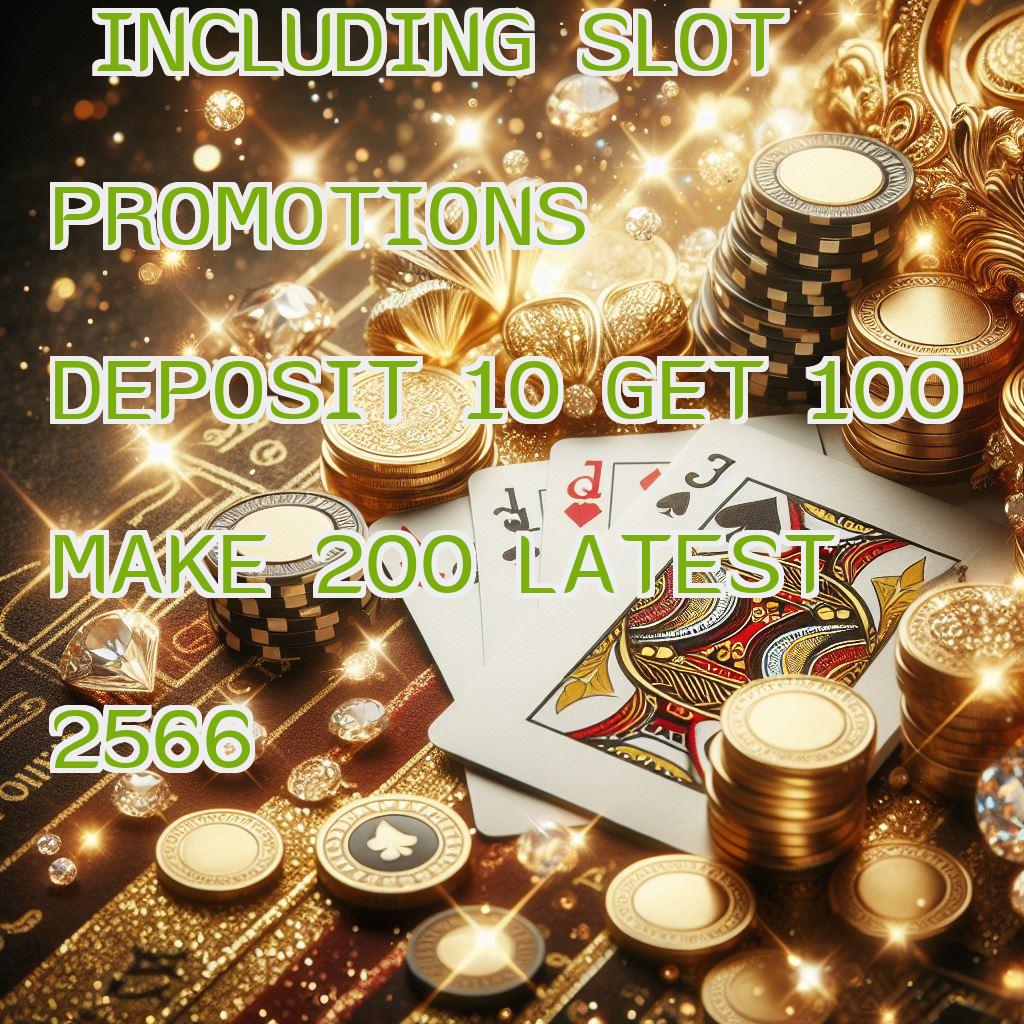 INCLUDING SLOT
PROMOTIONS
DEPOSIT 10 GET 100
MAKE 200 LATEST
2566